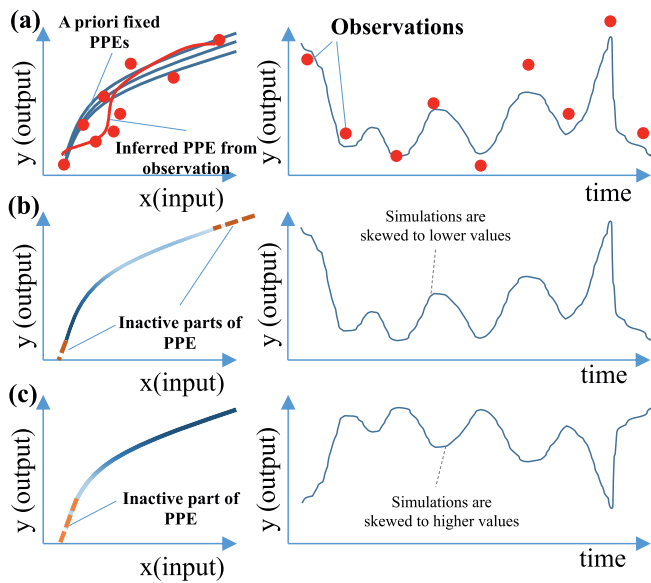 (a)
A priori fixed
PPEs
y (output)
Inferred PPE from
observation
x(input)
Observations
y (output)
time
(b)
y (output)
Inactive parts of
PPE
x(input)
Simulations are
skewed to lower values
y (output)
time
(c)
y (output)
Inactive part of
PPE
x(input)
y (output)
Simulations are
skewed to higher values
time